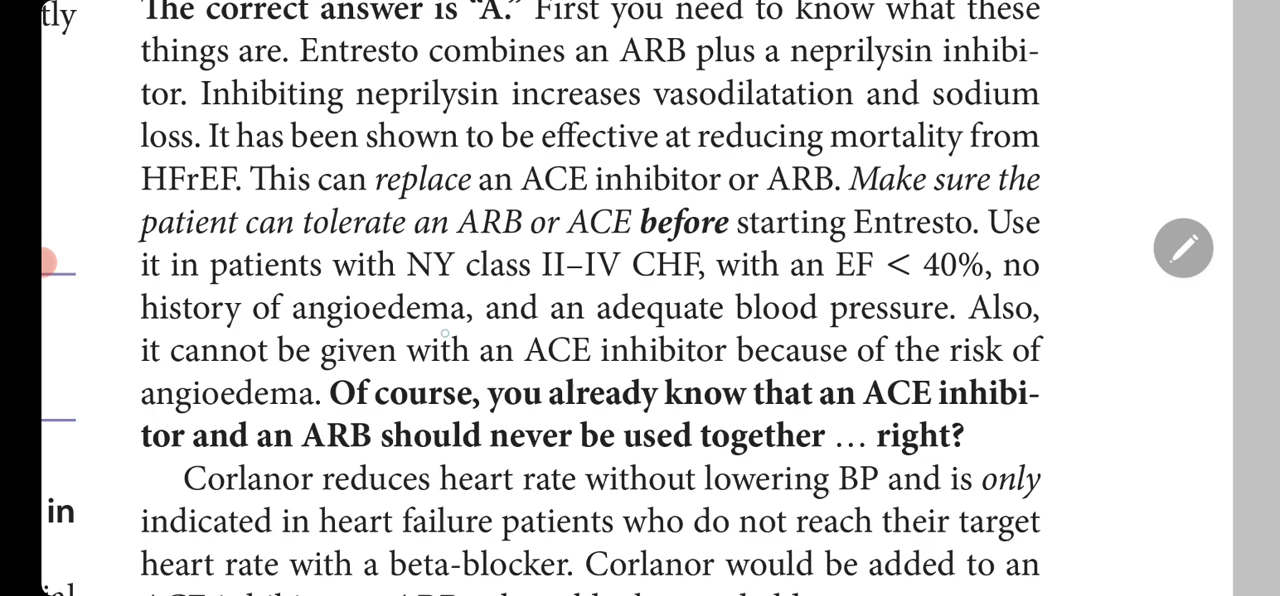 tly
The correct answer is “A.” First you need to know what these
things are. Entresto combines an ARB plus a neprilysin inhibi-
tor. Inhibiting neprilysin increases vasodilatation and sodium
loss. It has been shown to be effective at reducing mortality from
HFrEF. This can replace an ACE inhibitor or ARB. Make sure the
patient can tolerate an ARB or ACE before starting Entresto. Use
it in patients with NY class II–IV CHF, with an EF < 40%, no
history of angioedema, and an adequate blood pressure. Also,
it cannot be given with an ACE inhibitor because of the risk of
angioedema. Of course, you already know that an ACE inhibi-
tor and an ARB should never be used together … right?
Corlanor reduces heart rate without lowering BP and is only
in
indicated in heart failure patients who do not reach their target
heart rate with a beta-blocker. Corlanor would be added to an